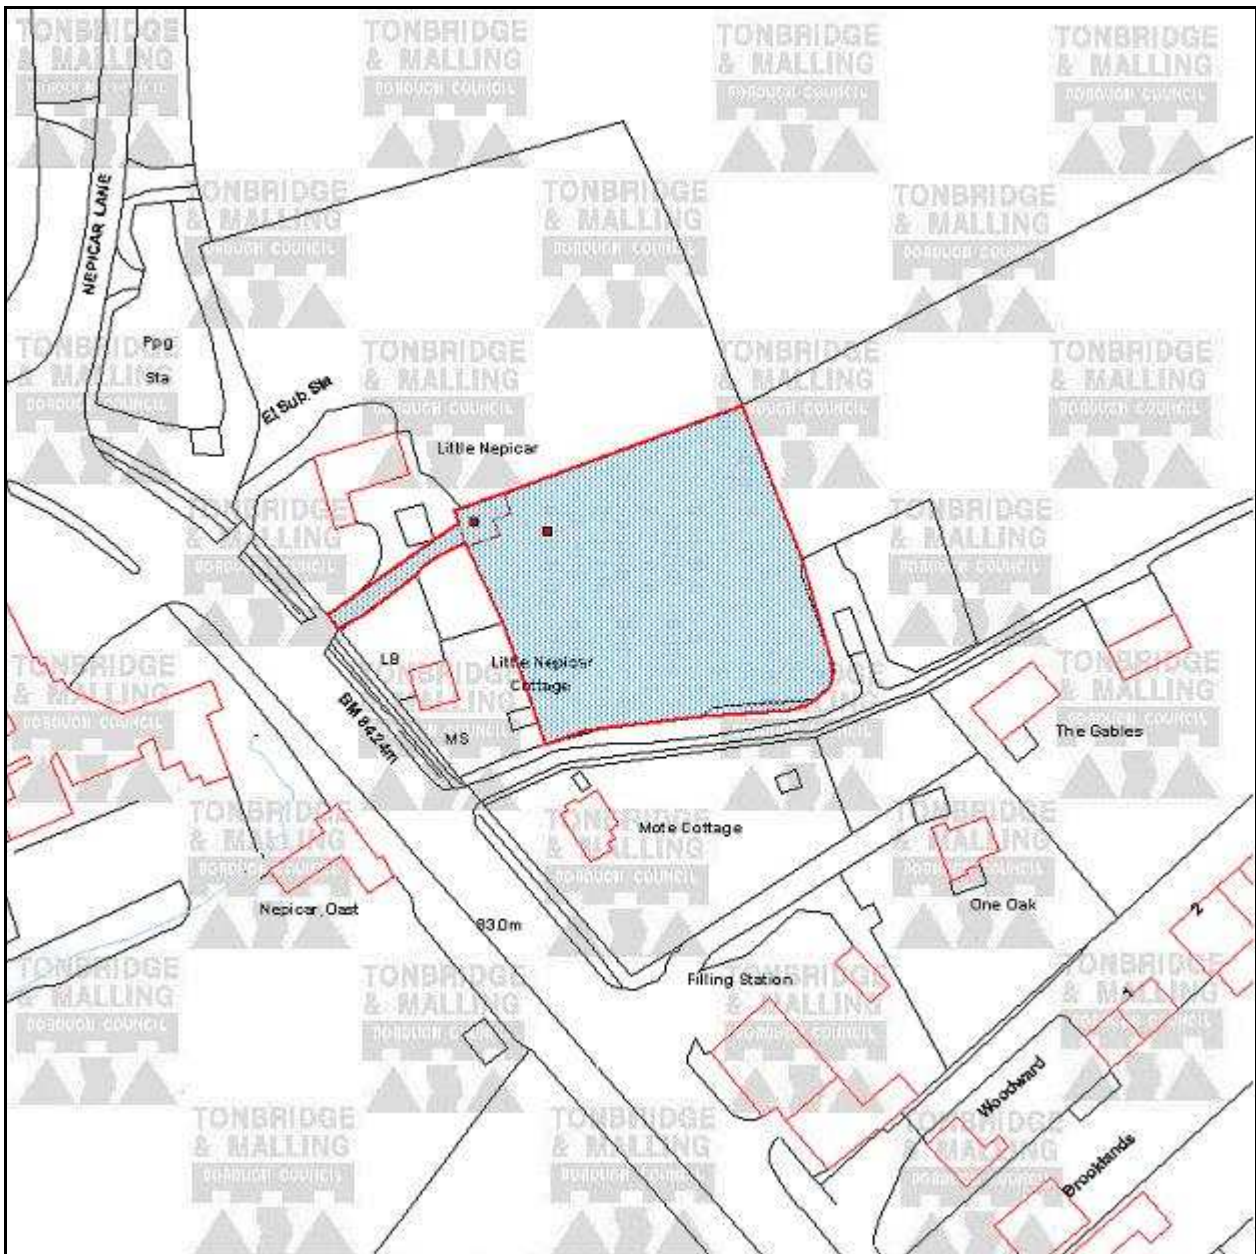 TONBRIDGE
& MALLING
BOROUGH COUNCIL
NEPICAR LANE
Ppg
Sta
El Sub Sta
Little Nepicar
LB
Little Nepicar
Cottage
BM 84.24m
MS
The Gables
Mote Cottage
Nepicar Oast
83.0m
One Oak
Filling Station
2
1
Woodward
Brooklands